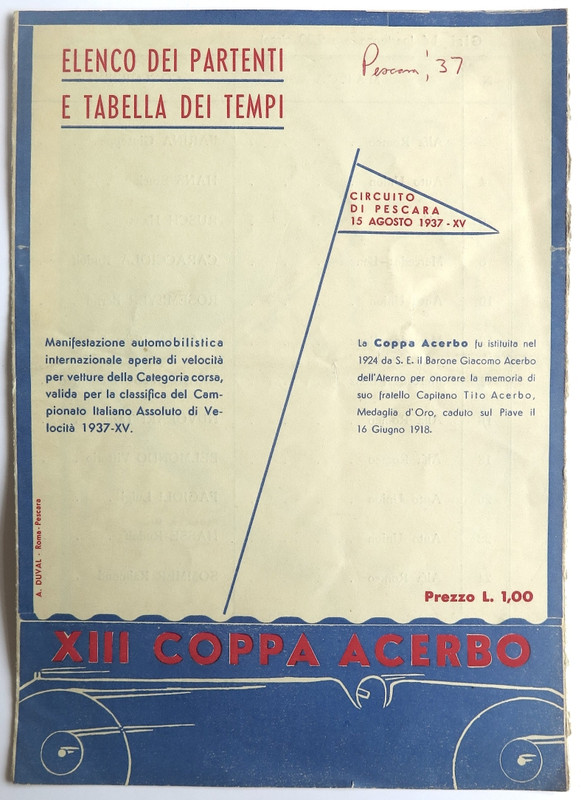 ELENCO DEI PARTENTI
E TABELLA DEI TEMPI
Pescara, '37
CIRCUITO
DI PESCARA
15 AGOSTO 1937 - XV
Manifestazione automobilistica
internazionale aperta di velocità
per vetture della Categoria corsa,
valida per la classifica del Cam-
pionato Italiano Assoluto di Ve-
locità 1937-XV.
La Coppa Acerbo fu istituita nel
1924 da S. E. il Barone Giacomo Acerbo
dell'Aterno per onorare la memoria di
suo fratello Capitano Tito Acerbo,
Medaglia d'Oro, caduto sul Piave il
16 Giugno 1918.
A. DUVAL - Roma - Pescara
Prezzo L. 1,00
XIII COPPA ACERBO